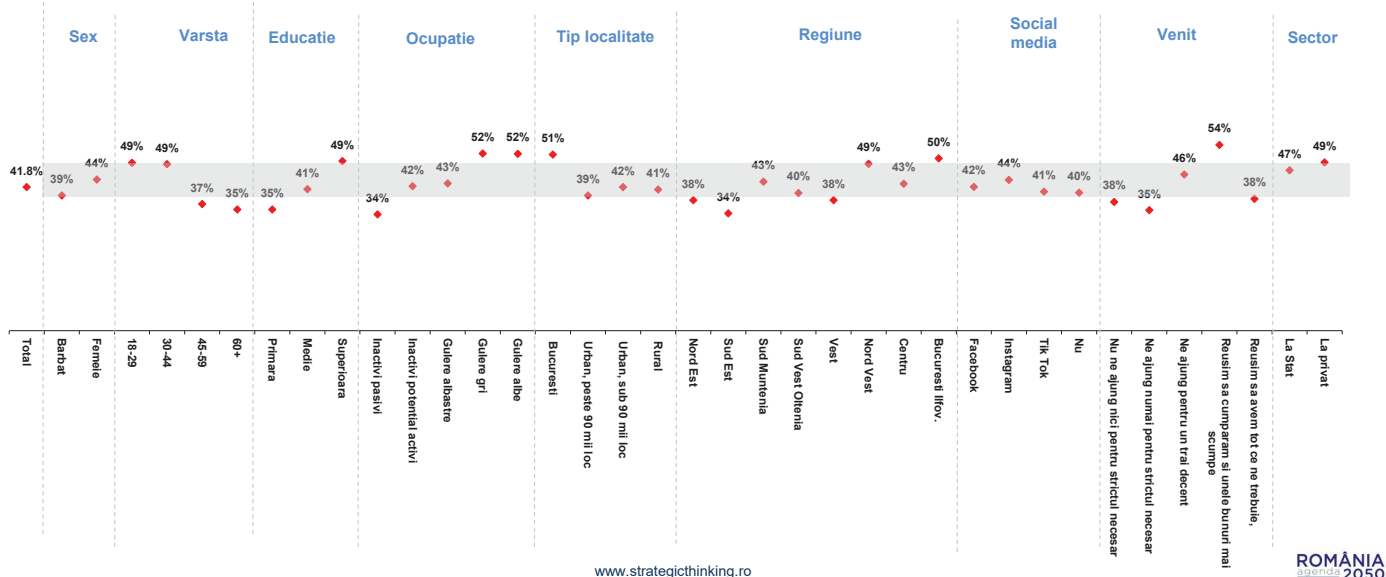 Sex
Varsta
Educatie
Ocupatie
Tip localitate
Regiune
Social
media
Venit
Sector
41.8%
39%
44%
49%
49%
37%
35%
35%
41%
49%
34%
42%
43%
52%
52%
51%
39%
42%
41%
38%
34%
43%
40%
38%
49%
43%
50%
42%
44%
41%
40%
38%
35%
46%
54%
38%
47%
49%
Total
Barbat
Femeie
18-29
30-44
45-59
60+
Primara
Medie
Superioara
Inactivi pasivi
Inactivi potential activi
Gulere albastre
Gulere gri
Gulere albe
Bucuresti
Urban, peste 90 mii loc
Urban, sub 90 mii loc
Rural
Nord Est
Sud Est
Sud Muntenia
Sud Vest Oltenia
Vest
Nord Vest
Centru
Bucuresti Ilfov.
Facebook
Instagram
Tik Tok
Nu
Nu ne ajung nici pentru strictul necesar
Ne ajung numai pentru strictul necesar
Ne ajung pentru un trai decent
Reusim sa cumparam si unele bunuri mai
scumpe
Reusim sa avem tot ce ne trebuie,
La Stat
La privat
www.strategicthinking.ro
ROMÂNIA
agenda 2050